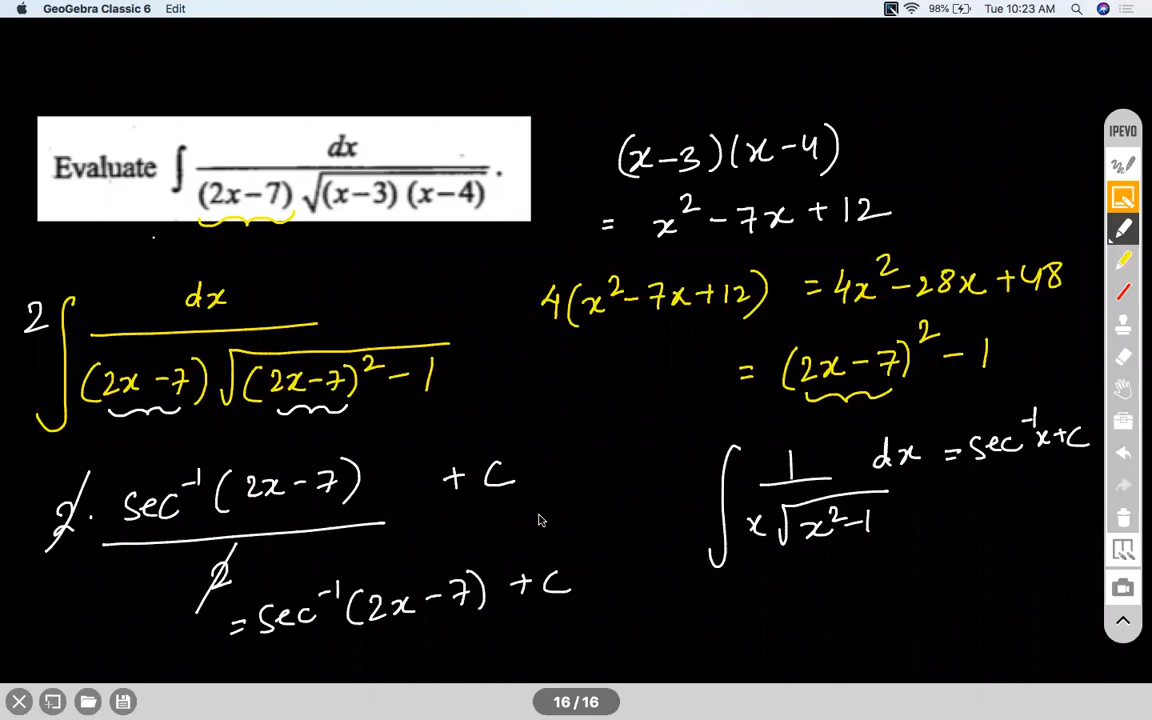 GeoGebra Classic 6 Edit 98% Tue 10:23 AM
Evaluate ∫ dx / (2x−7) √(x−3) (x−4) .
(x−3)(x−4)
= x² − 7x + 12
4(x² − 7x + 12) = 4x² − 28x + 48
= (2x − 7)² − 1
2 ∫ dx / (2x − 7) √(2x−7)² − 1
∫ 1 / x √x²−1 dx = sec⁻¹x + c
2 . sec⁻¹(2x − 7) / 2 + C
= sec⁻¹(2x − 7) + C
IPEVO
16 / 16